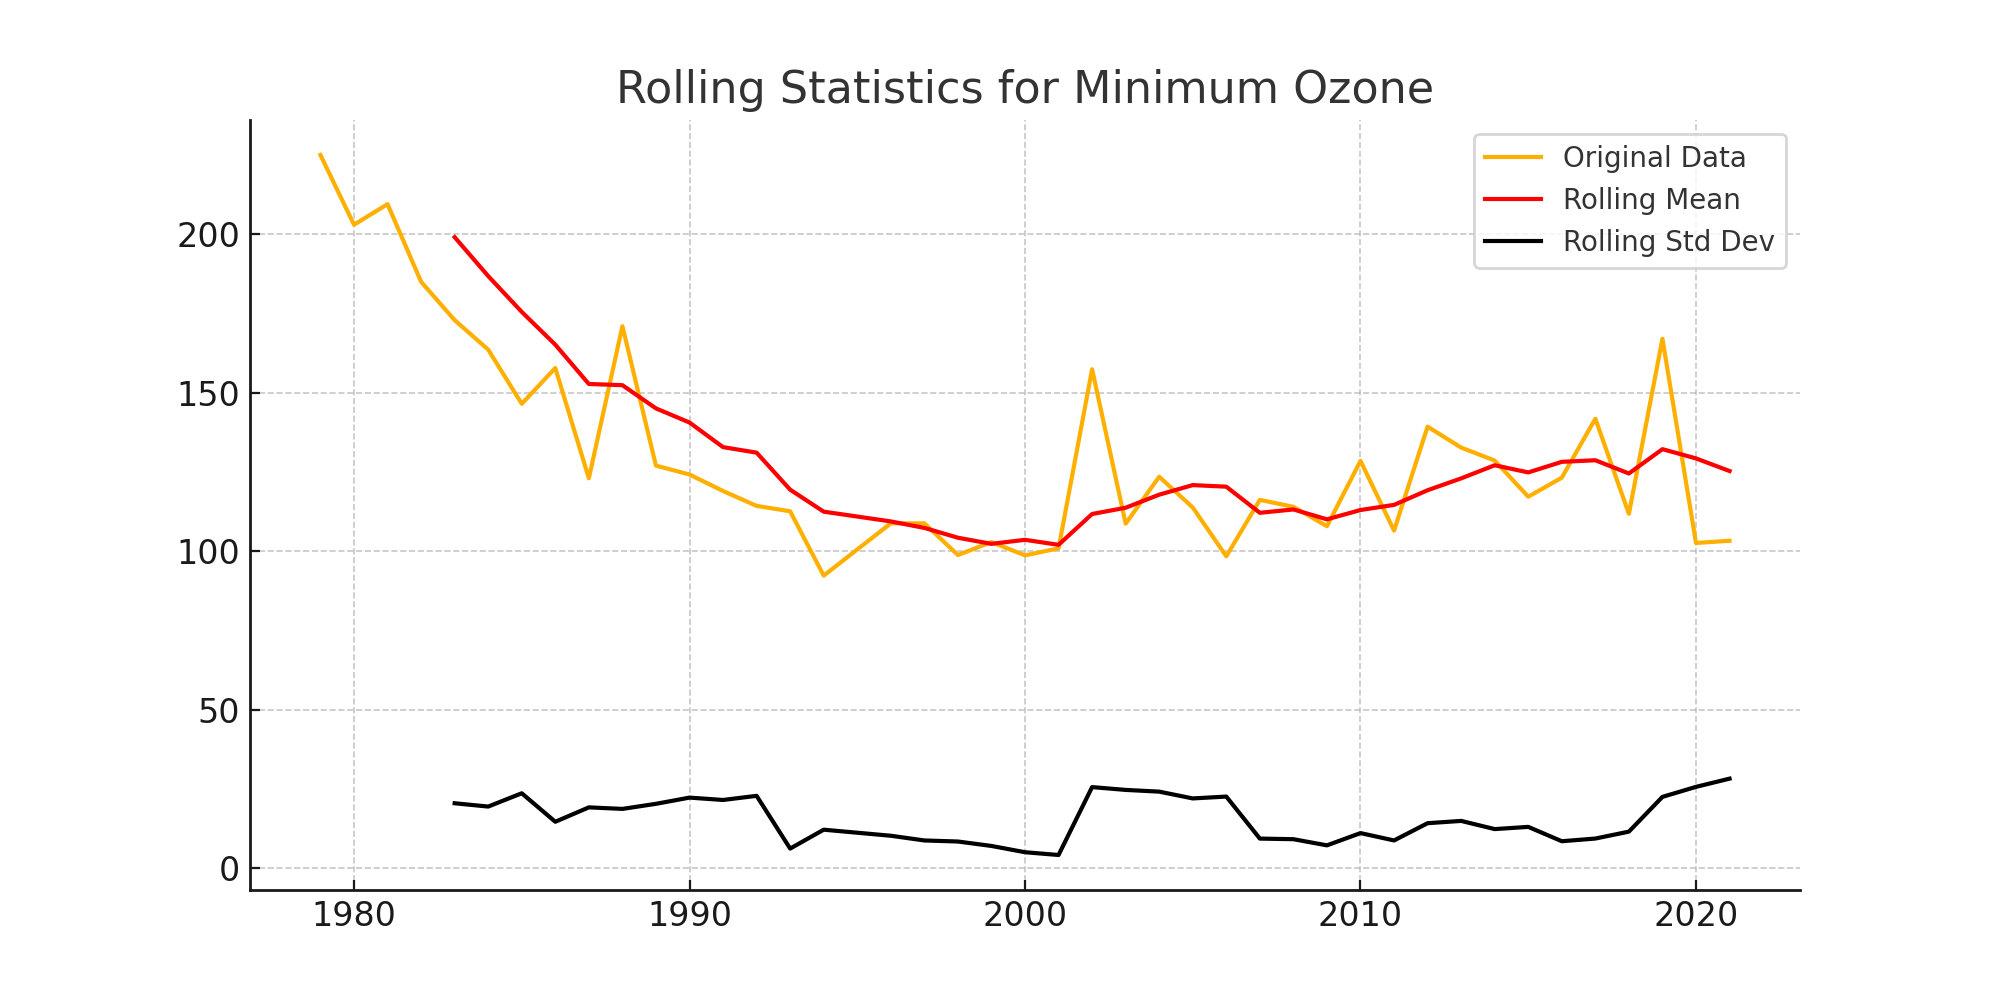 Rolling Statistics for Minimum Ozone
Original Data
Rolling Mean
Rolling Std Dev
200
150
100
50
0
1980 1990 2000 2010 2020